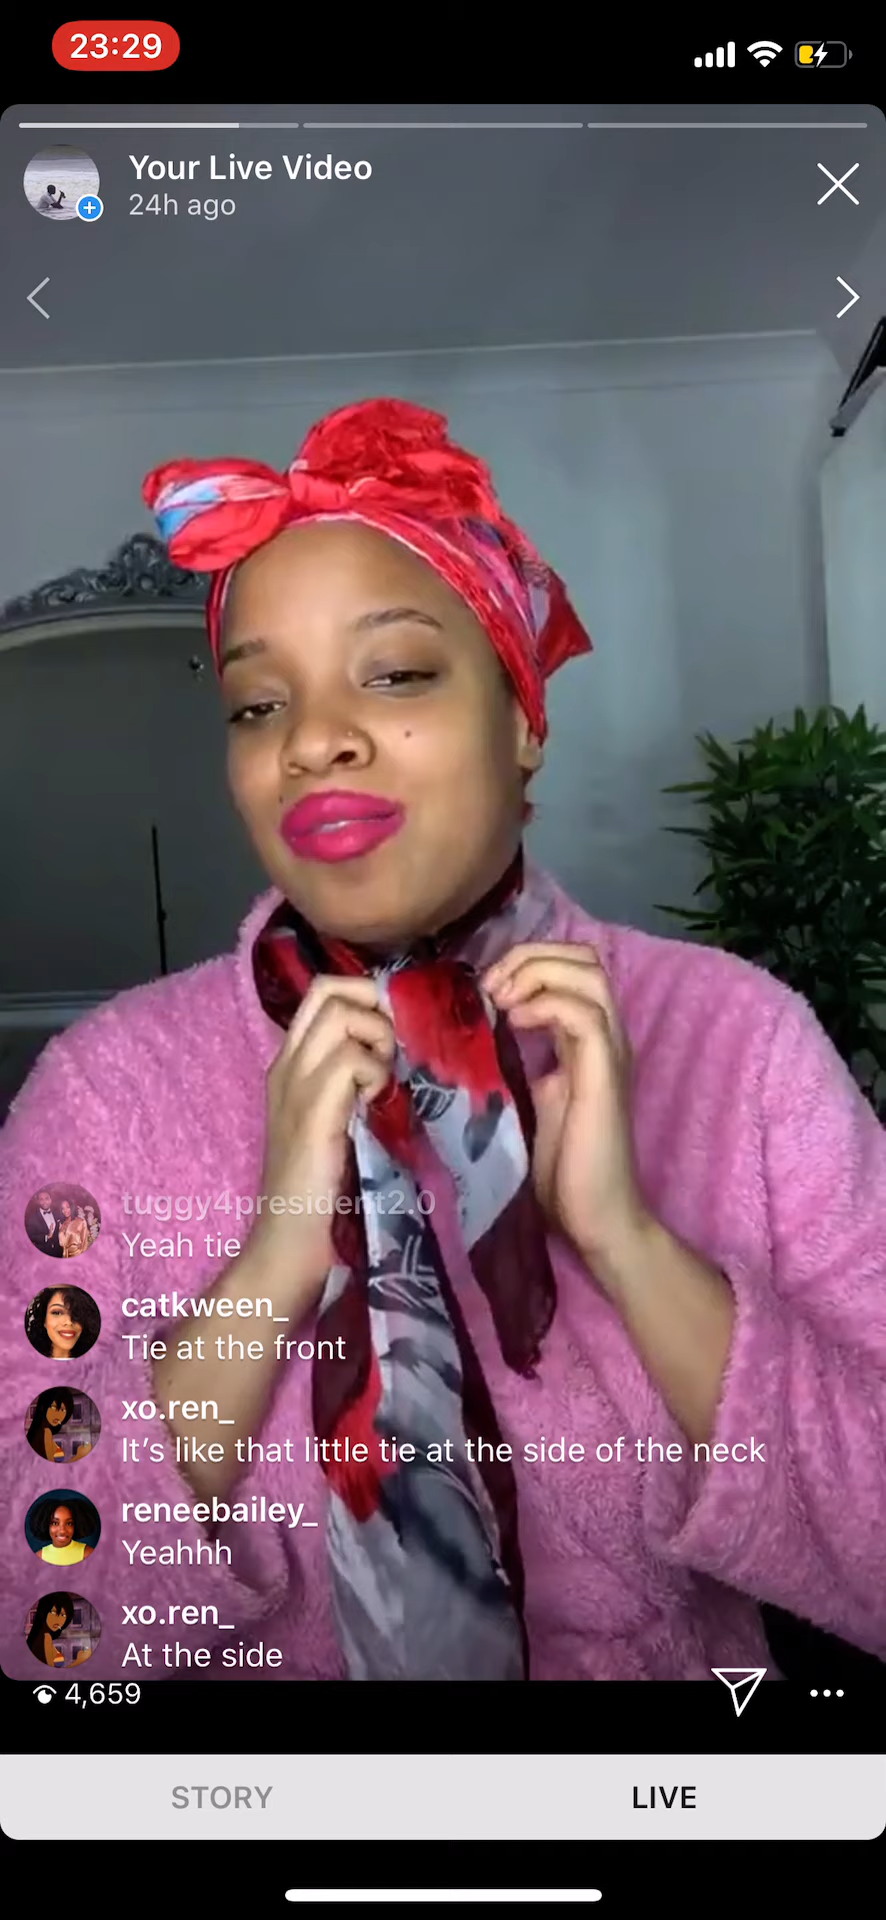 23:29
Your Live Video
24h ago
tuggy4president2.0
Yeah tie
catkween_
Tie at the front
xo.ren_
It’s like that little tie at the side of the neck
reneebailey_
Yeahhh
xo.ren_
At the side
4,659
STORY
LIVE